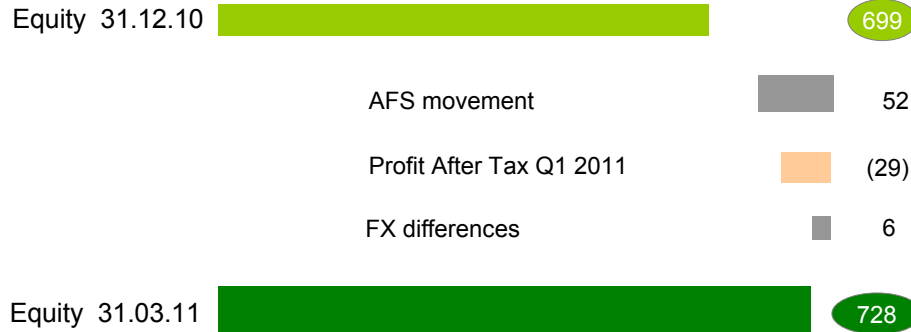 Equity 31.12.10 699
AFS movement 52
Profit After Tax Q1 2011 (29)
FX differences 6
Equity 31.03.11 728